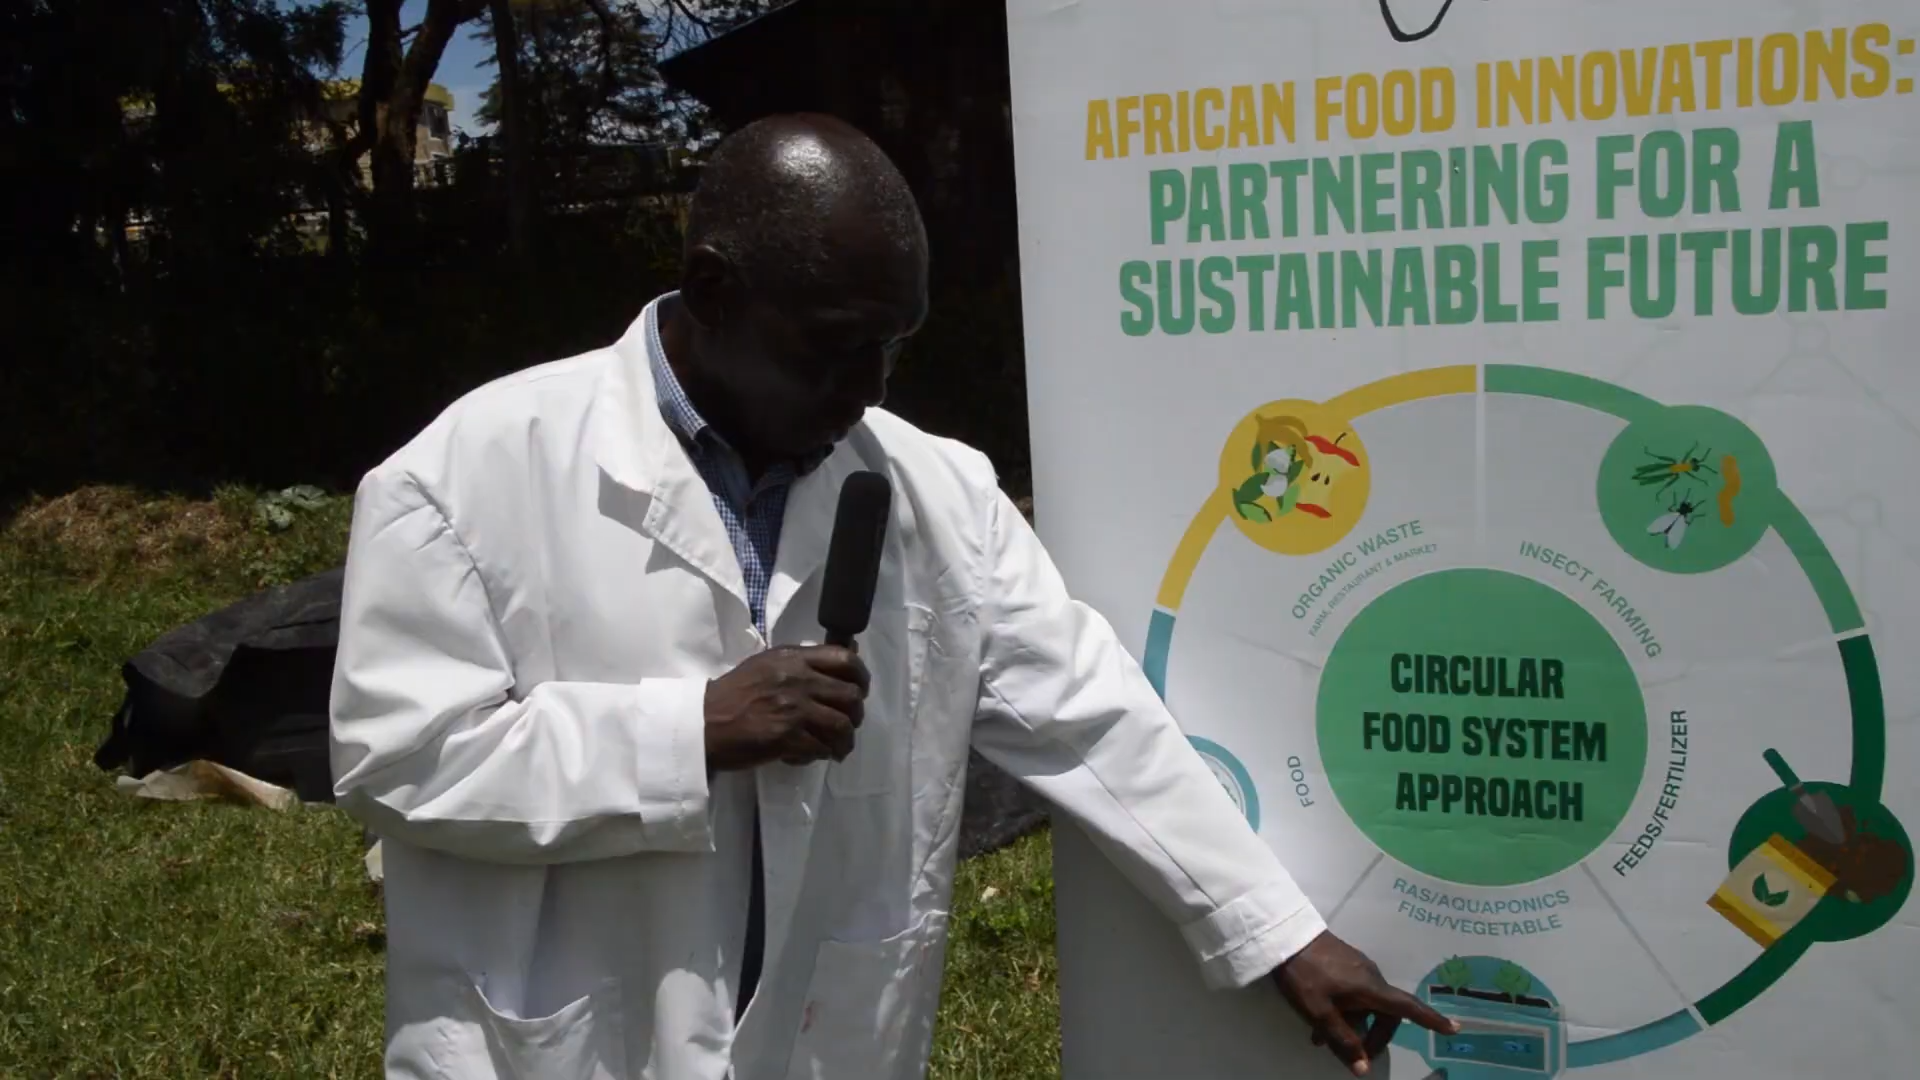 AFRICAN FOOD INNOVATIONS:
PARTNERING FOR A
SUSTAINABLE FUTURE
ORGANIC WASTE
FARM, RESTAURANT & MARKET
INSECT FARMING
CIRCULAR
FOOD SYSTEM
APPROACH
FOOD
FEEDS/FERTILIZER
RAS/AQUAPONICS
FISH/VEGETABLE